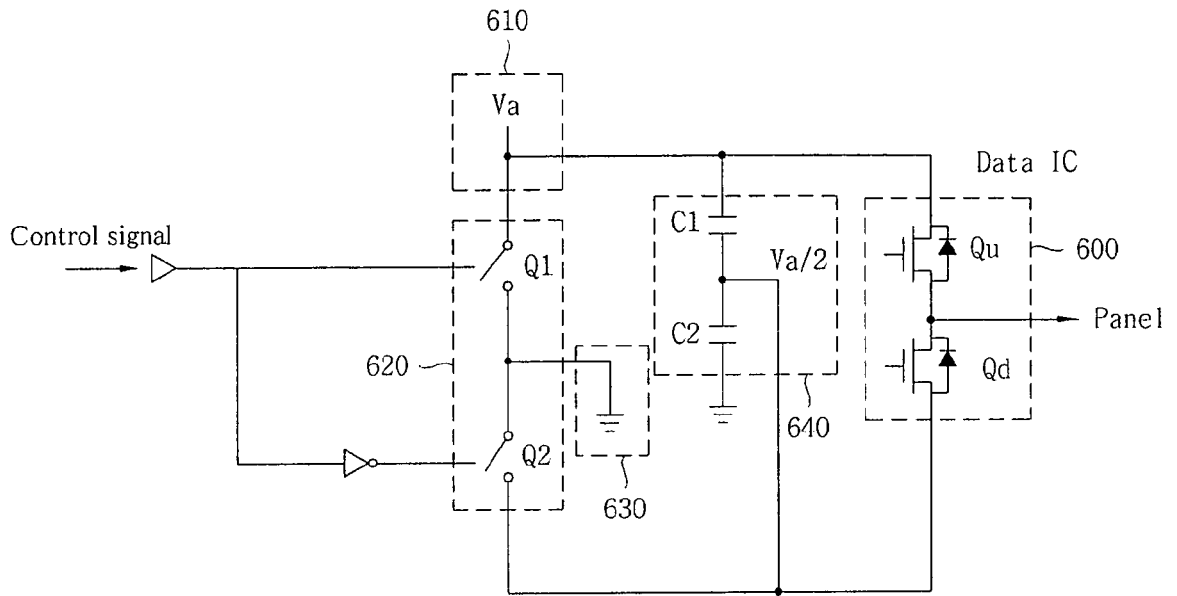 610
Va
Data IC
Control signal
C1
Q1
Va/2
Qu
600
Panel
C2
620
Qd
640
Q2
630